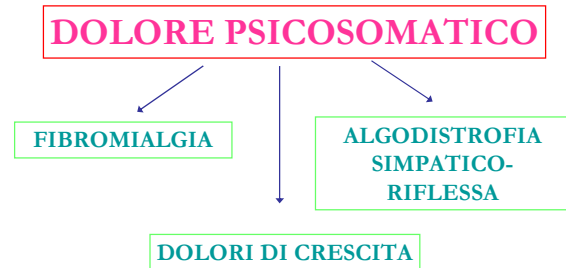 DOLORE PSICOSOMATICO
FIBROMIALGIA
ALGODISTROFIA
SIMPATICO-
RIFLESSA
DOLORI DI CRESCITA